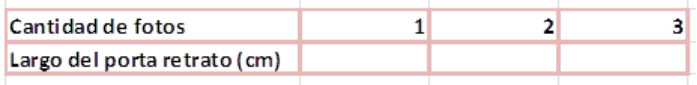 Cantidad de fotos 1 2 3
Largo del porta retrato (cm)